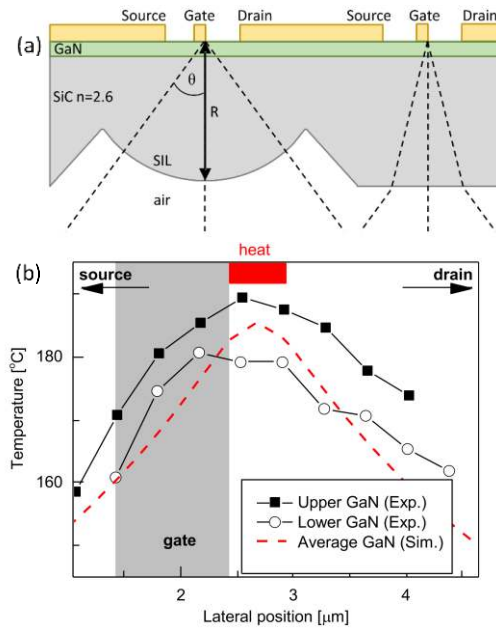 Source Gate Drain Source Gate Drain
(a)
GaN
SiC n=2.6
θ
R
SIL
air
heat
(b)
source
drain
Temperature [°C]
180
160
gate
Upper GaN (Exp.)
Lower GaN (Exp.)
Average GaN (Sim.)
2 3 4
Lateral position [μm]